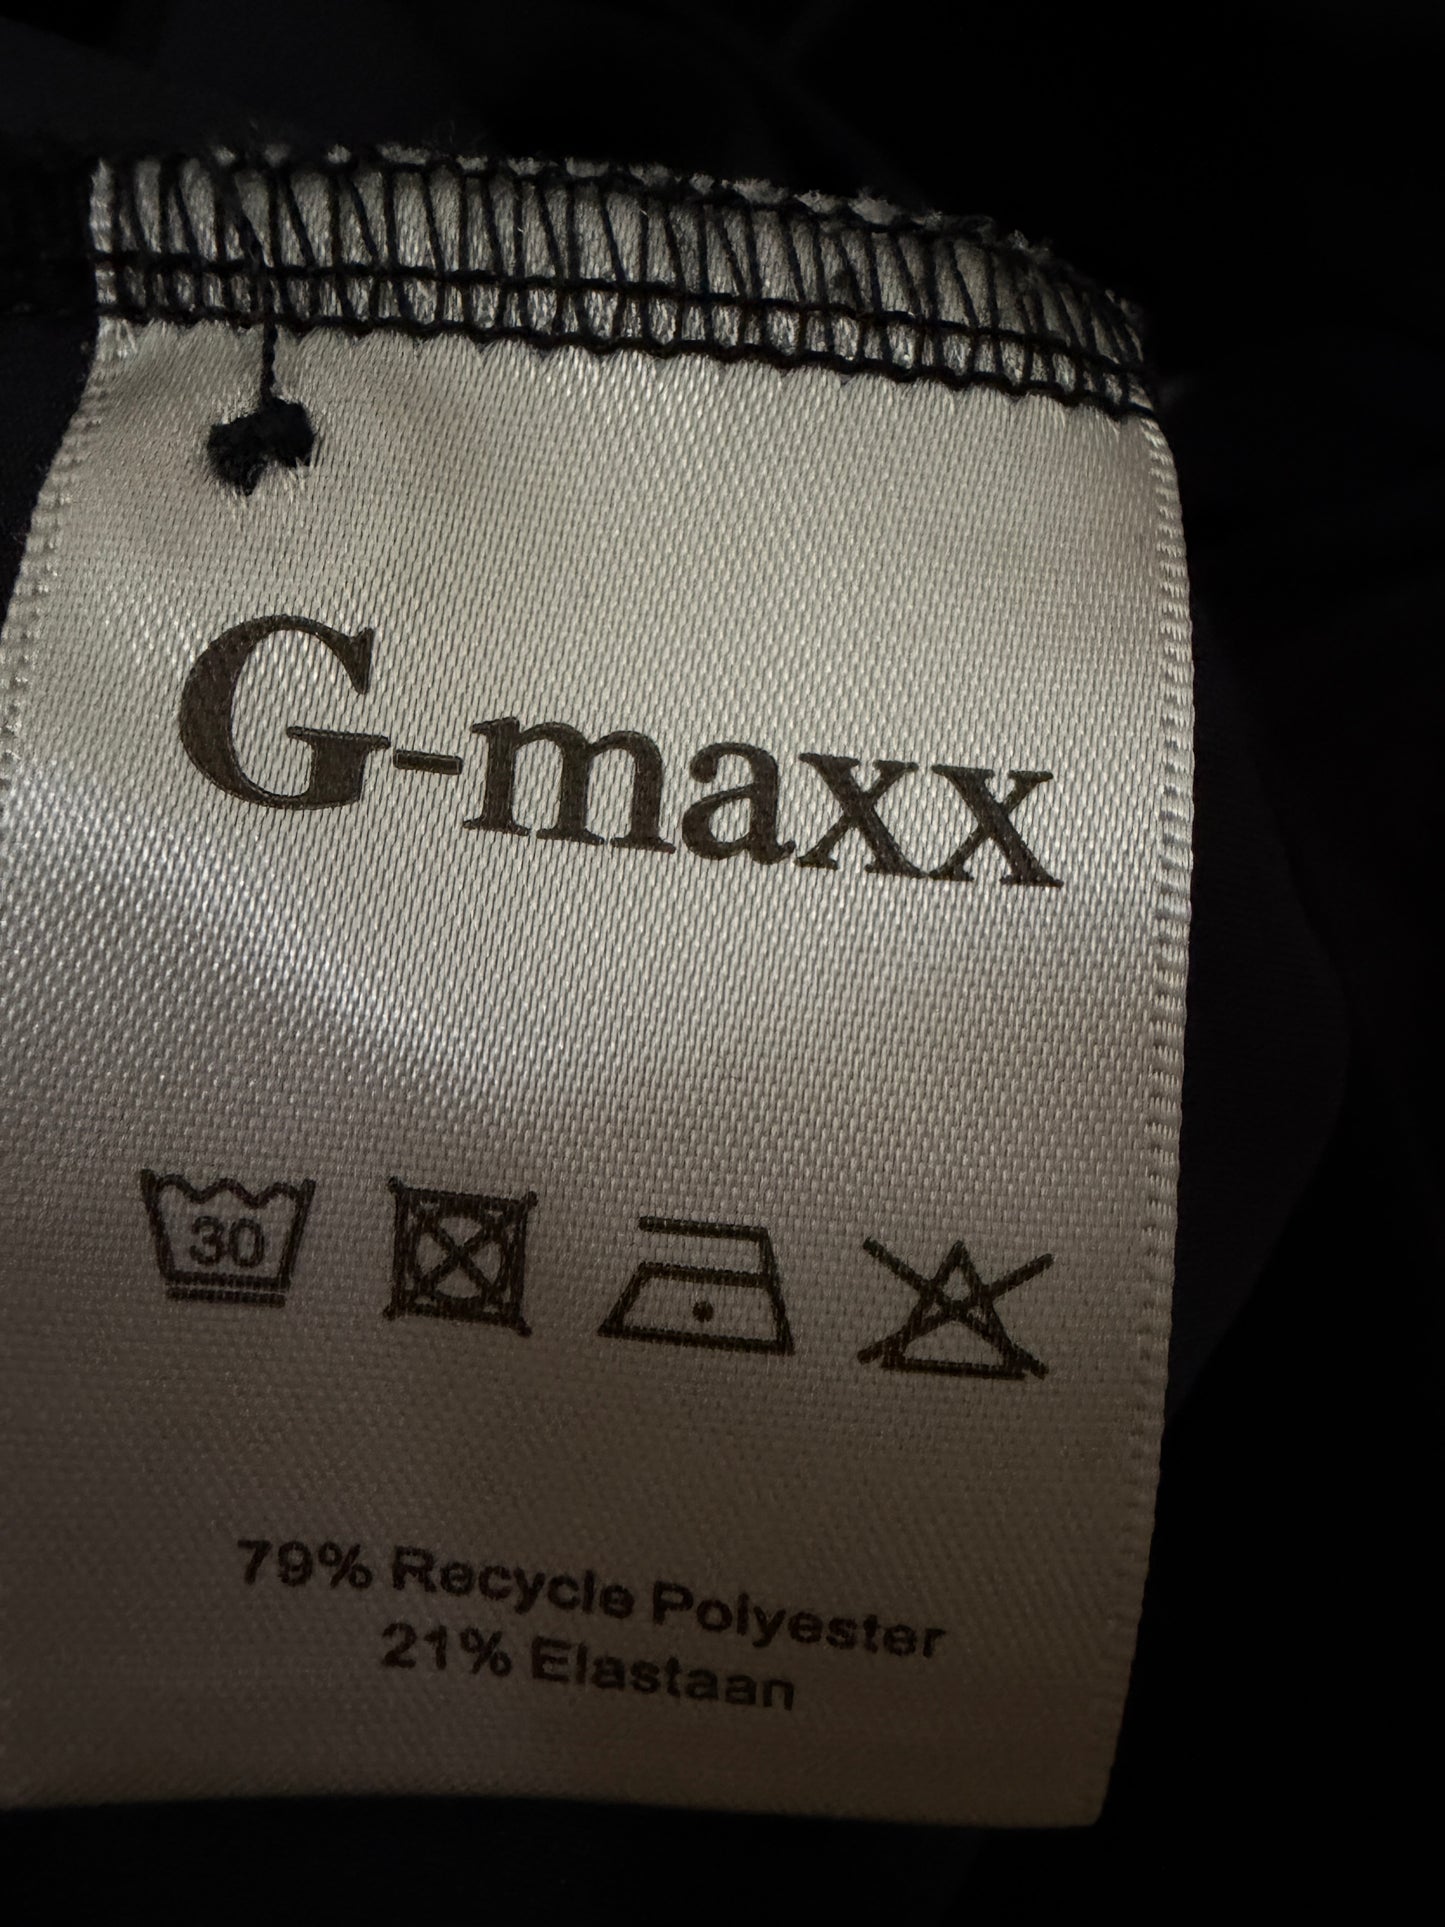 G-maxx
30
79% Recycle Polyester
21% Elastaan